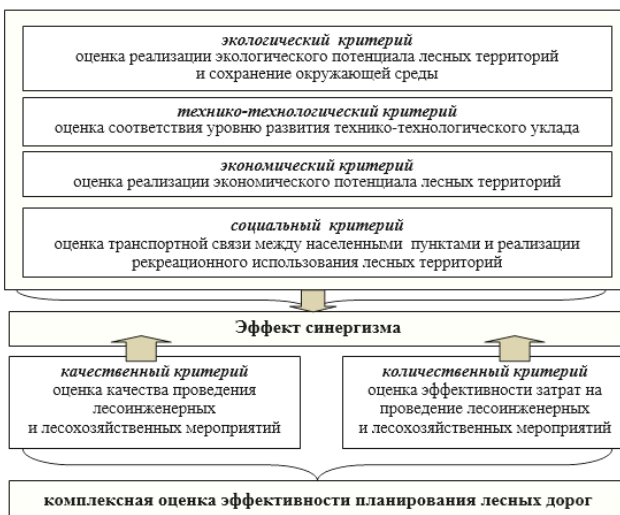 экологический критерий
оценка реализации экологического потенциала лесных территорий
и сохранение окружающей среды
технико-технологический критерий
оценка соответствия уровню развития технико-технологического уклада
экономический критерий
оценка реализации экономического потенциала лесных территорий
социальный критерий
оценка транспортной связи между населенными пунктами и реализации
рекреационного использования лесных территорий
Эффект синергизма
качественный критерий
оценка качества проведения
лесоинженерных
и лесохозяйственных мероприятий
количественный критерий
оценка эффективности затрат на
проведение лесоинженерных
и лесохозяйственных мероприятий
комплексная оценка эффективности планирования лесных дорог